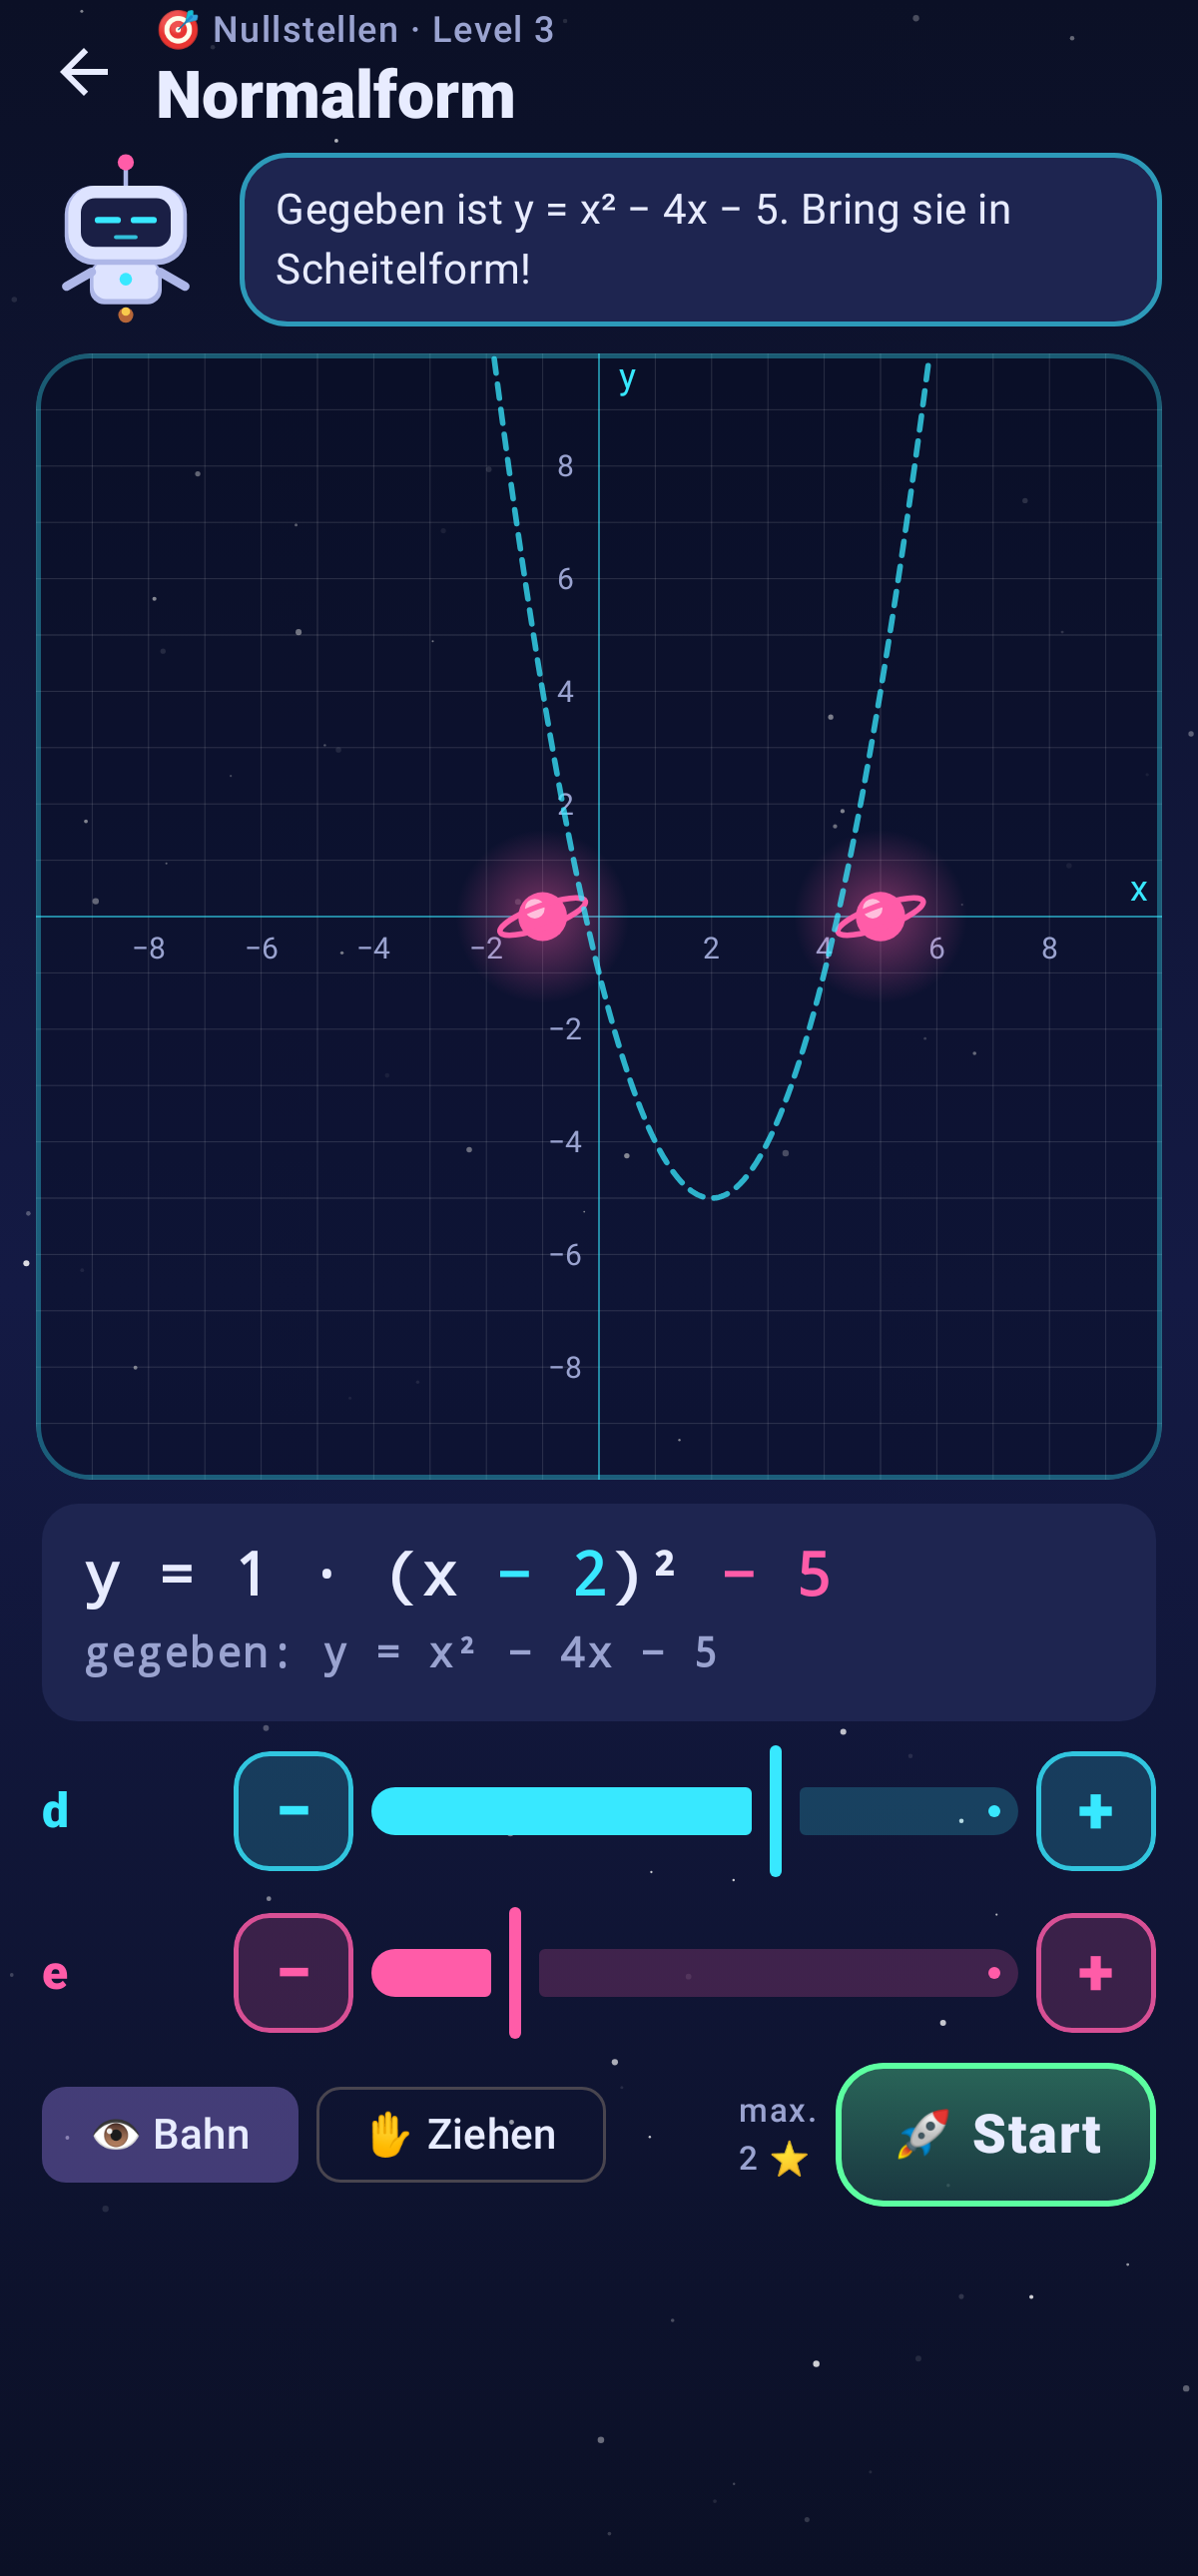 🎯 Nullstellen · Level 3
Normalform
Gegeben ist y = x² − 4x − 5. Bring sie in
Scheitelform!
y
8
6
4
2
x
−8 −6 −4 −2 2 4 6 8
−2
−4
−6
−8
y = 1 · (x − 2)² − 5
gegeben: y = x² − 4x − 5
d − +
e − +
👁 Bahn
✋ Ziehen
max.
2 ⭐
🚀 Start